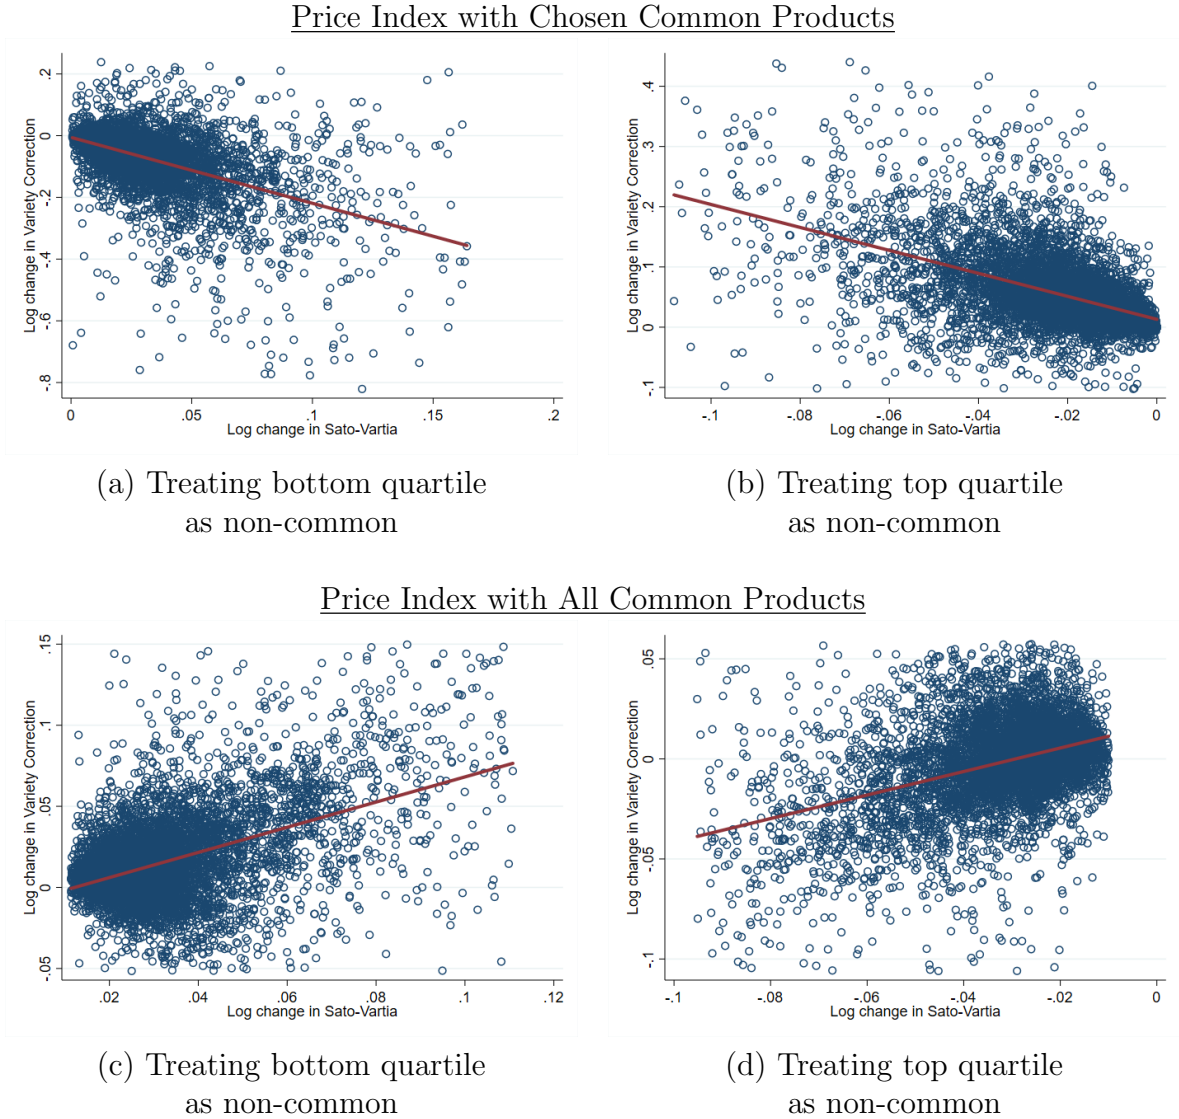 Price Index with Chosen Common Products
Log change in Variety Correction
.2
0
-.2
-.4
-.6
-.8
0
.05
.1
.15
.2
Log change in Sato-Vartia
(a) Treating bottom quartile
as non-common
Log change in Variety Correction
.4
.3
.2
.1
0
-.1
-.1
-.08
-.06
-.04
-.02
0
Log change in Sato-Vartia
(b) Treating top quartile
as non-common
Price Index with All Common Products
Log change in Variety Correction
.15
.1
.05
0
-.05
.02
.04
.06
.08
.1
.12
Log change in Sato-Vartia
(c) Treating bottom quartile
as non-common
Log change in Variety Correction
.05
0
-.05
-.1
-.1
-.08
-.06
-.04
-.02
0
Log change in Sato-Vartia
(d) Treating top quartile
as non-common